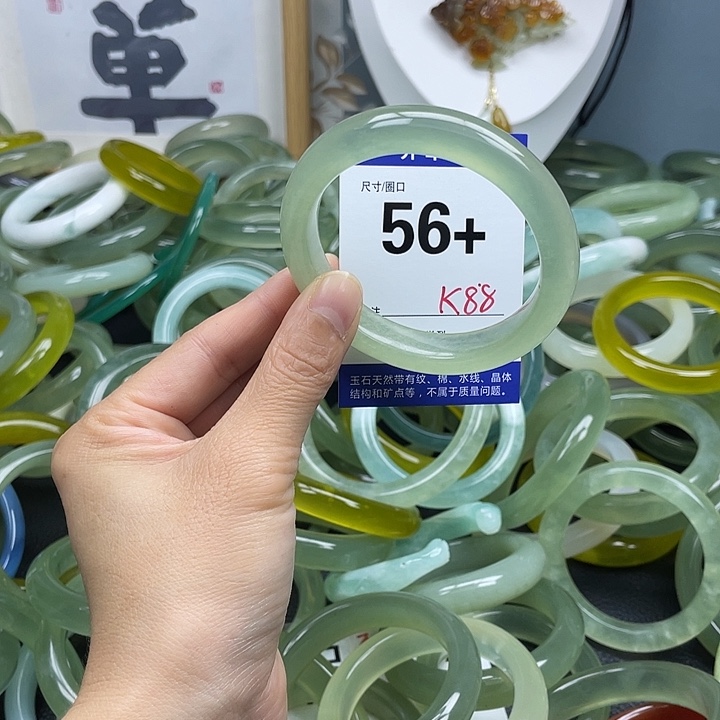 單
尺寸/圈口
56+
K88
玉石天然带有纹、棉、水线、晶体
结构和矿点等，不属于质量问题。